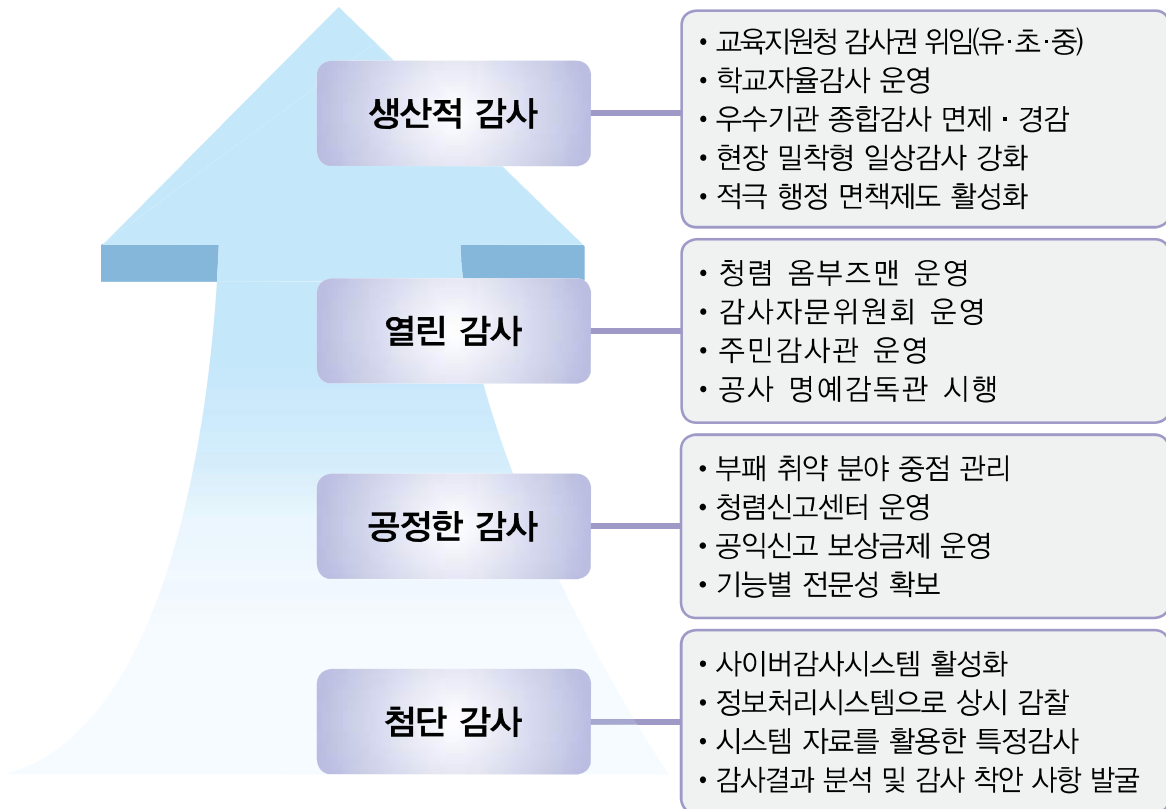 생산적 감사
• 교육지원청 감사권 위임(유·초·중)
• 학교자율감사 운영
• 우수기관 종합감사 면제 · 경감
• 현장 밀착형 일상감사 강화
• 적극 행정 면책제도 활성화
열린 감사
• 청렴 옴부즈맨 운영
• 감사자문위원회 운영
• 주민감사관 운영
• 공사 명예감독관 시행
공정한 감사
• 부패 취약 분야 중점 관리
• 청렴신고센터 운영
• 공익신고 보상금제 운영
• 기능별 전문성 확보
첨단 감사
• 사이버감사시스템 활성화
• 정보처리시스템으로 상시 감찰
• 시스템 자료를 활용한 특정감사
• 감사결과 분석 및 감사 착안 사항 발굴